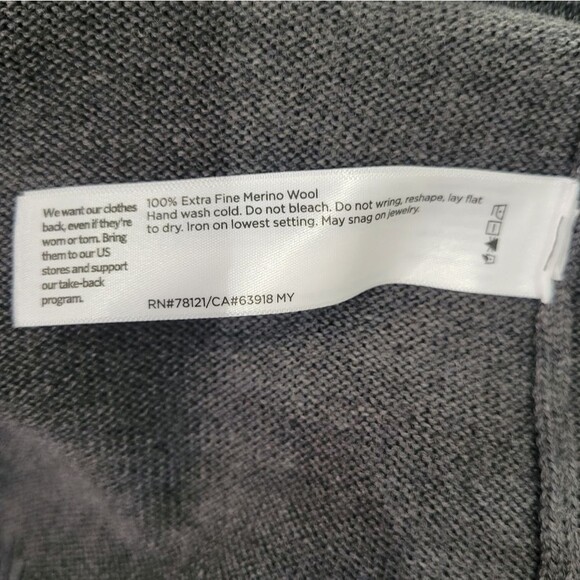 We want our clothes
back, even if they're
worn or torn. Bring
them to our US
stores and support
our take-back
program.
100% Extra Fine Merino Wool
Hand wash cold. Do not bleach. Do not wring, reshape, lay flat
to dry. Iron on lowest setting. May snag on jewelry.
RN#78121/CA#63918 MY